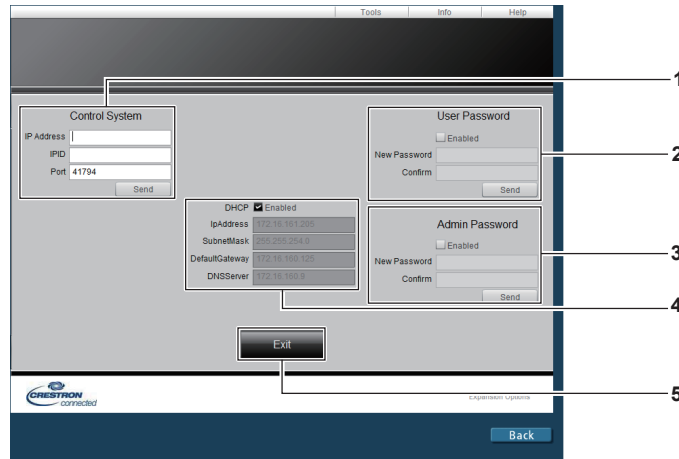 Tools Info Help
1
Control System
IP Address
IPID
Port 41794
Send
User Password
Enabled
New Password
Confirm
Send
2
DHCP Enabled
IpAddress 172.16.161.205
SubnetMask 255.255.254.0
DefaultGateway 172.16.160.125
DNSServer 172.16.160.9
Admin Password
Enabled
New Password
Confirm
Send
3
4
Exit
CRESTRON
connected
Expansion Options
5
Back